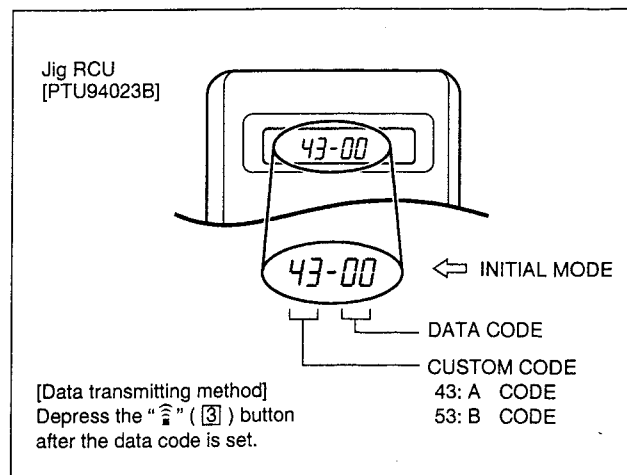 Jig RCU
[PTU94023B]
43-00
43-00
INITIAL MODE
DATA CODE
CUSTOM CODE
43: A CODE
53: B CODE
[Data transmitting method]
Depress the " " ( 3 ) button
after the data code is set.